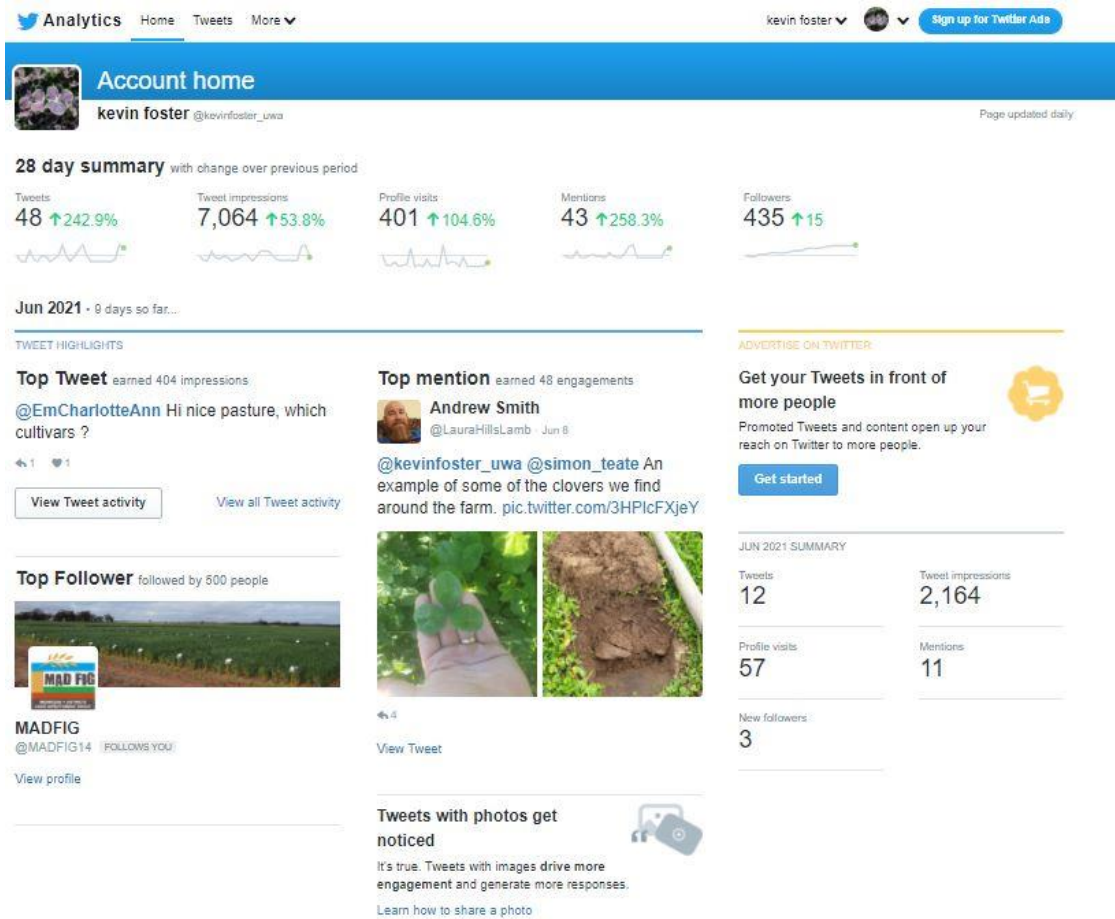 Analytics Home Tweets More
kevin foster
Sign up for Twitter Ads
Account home
kevin foster @kevinfoster_uwa
Page updated daily
28 day summary with change over previous period
Tweets
48 ↑242.9%
Tweet impressions
7,064 ↑53.8%
Profile visits
401 ↑104.6%
Mentions
43 ↑258.3%
Followers
435 ↑15
Jun 2021 · 9 days so far...
TWEET HIGHLIGHTS
Top Tweet earned 404 impressions
@EmCharlotteAnn Hi nice pasture, which
cultivars ?
1 1
View Tweet activity
View all Tweet activity
Top Follower followed by 500 people
MAD FIG
MADFIG
@MADFIG14 FOLLOWS YOU
View profile
Top mention earned 48 engagements
Andrew Smith
@LauraHillsLamb · Jun 8
@kevinfoster_uwa @simon_teate An
example of some of the clovers we find
around the farm. pic.twitter.com/3HPlcFXjeY
4
View Tweet
Tweets with photos get
noticed
It's true. Tweets with images drive more
engagement and generate more responses.
Learn how to share a photo
ADVERTISE ON TWITTER
Get your Tweets in front of
more people
Promoted Tweets and content open up your
reach on Twitter to more people.
Get started
JUN 2021 SUMMARY
Tweets
12
Tweet impressions
2,164
Profile visits
57
Mentions
11
New followers
3